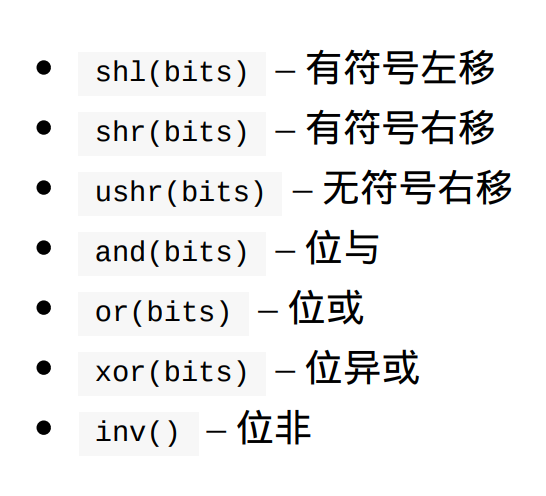 • shl(bits) – 有符号左移
• shr(bits) – 有符号右移
• ushr(bits) – 无符号右移
• and(bits) – 位与
• or(bits) – 位或
• xor(bits) – 位异或
• inv() – 位非